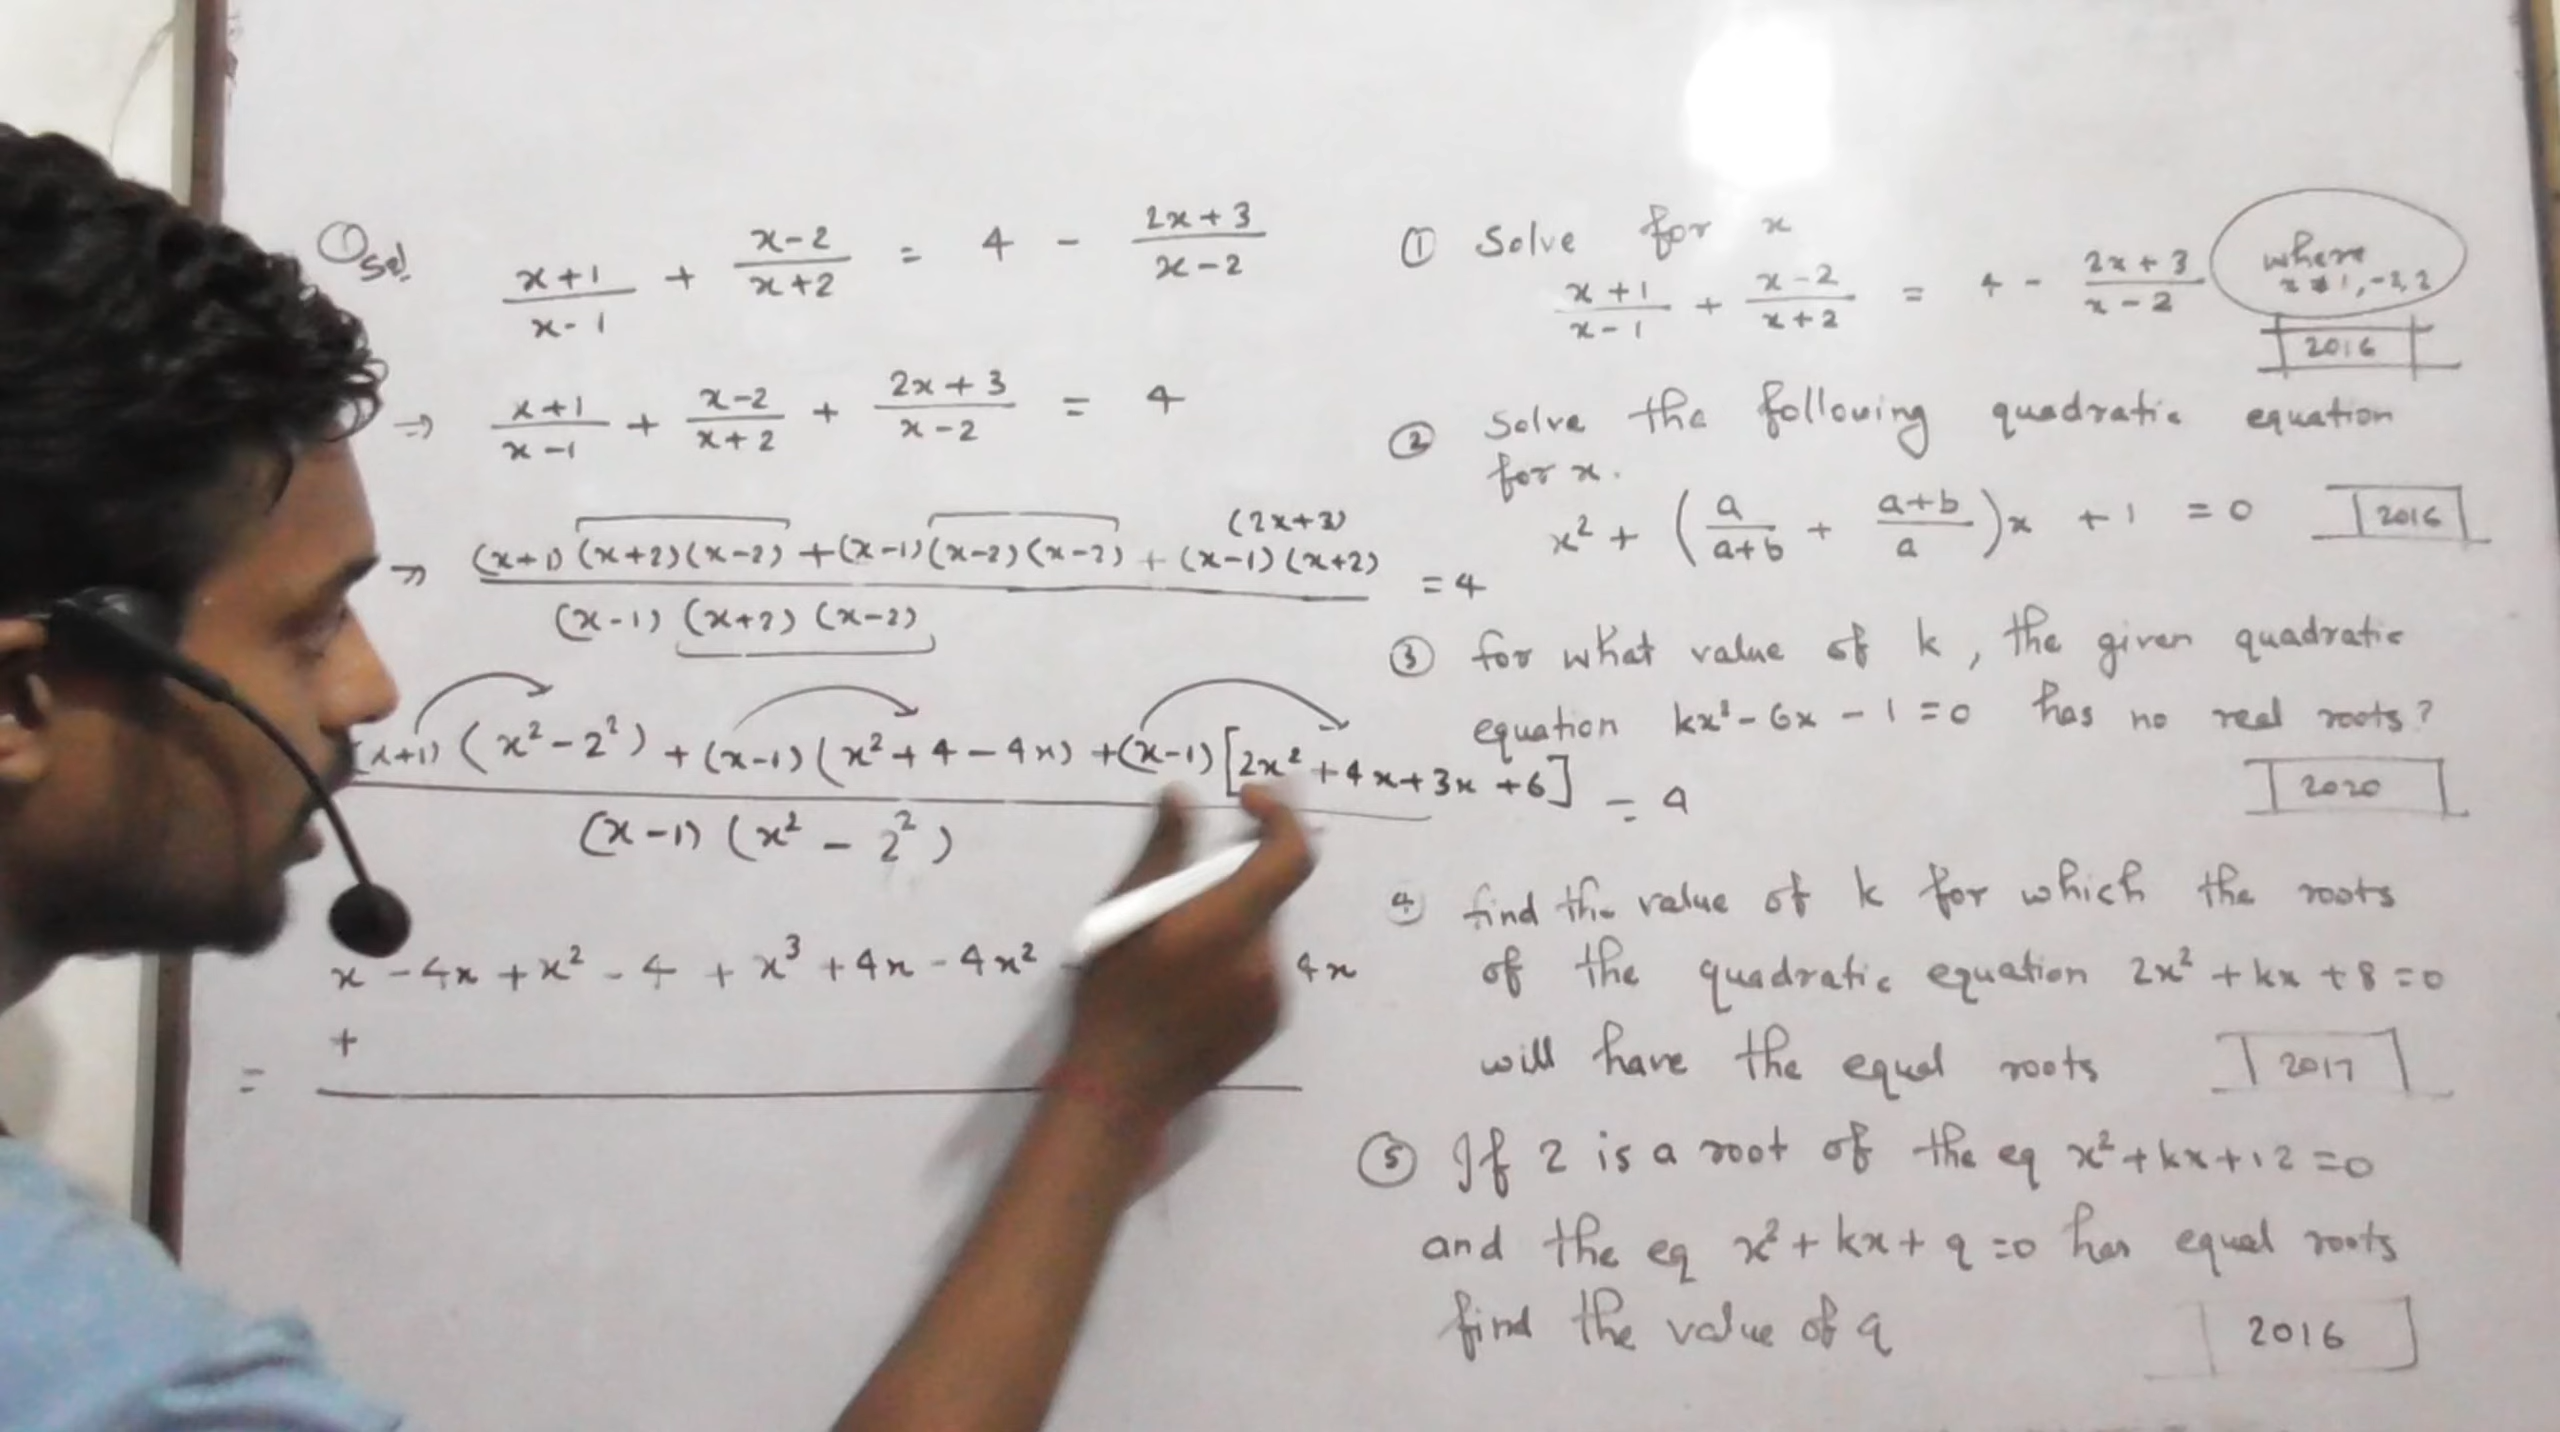 ① Sol.
x+1/x-1 + x-2/x+2 = 4 - 2x+3/x-2
⇒ x+1/x-1 + x-2/x+2 + 2x+3/x-2 = 4
⇒ (x+1)(x+2)(x-2) + (x-1)(x-2)(x-2) + (2x+3)(x-1)(x+2) / (x-1)(x+2)(x-2) = 4
(x+1)(x²-2²) + (x-1)(x²+4-4x) + (x-1)[2x²+4x+3x+6] / (x-1)(x²-2²) = 4
x -4x +x² -4 + x³ +4x -4x² 4x
+
=
① Solve for x
x+1/x-1 + x-2/x+2 = 4 - 2x+3/x-2 where x≠1,-2,2
2016
② Solve the following quadratic equation
for x.
x² + (a/a+b + a+b/a)x + 1 = 0 2016
③ for what value of k, the given quadratic
equation kx²-6x-1=0 has no real roots?
2020
④ find the value of k for which the roots
of the quadratic equation 2x²+kx+8=0
will have the equal roots 2017
⑤ If 2 is a root of the eq x²+kx+12=0
and the eq x²+kx+q=0 has equal roots
find the value of q 2016